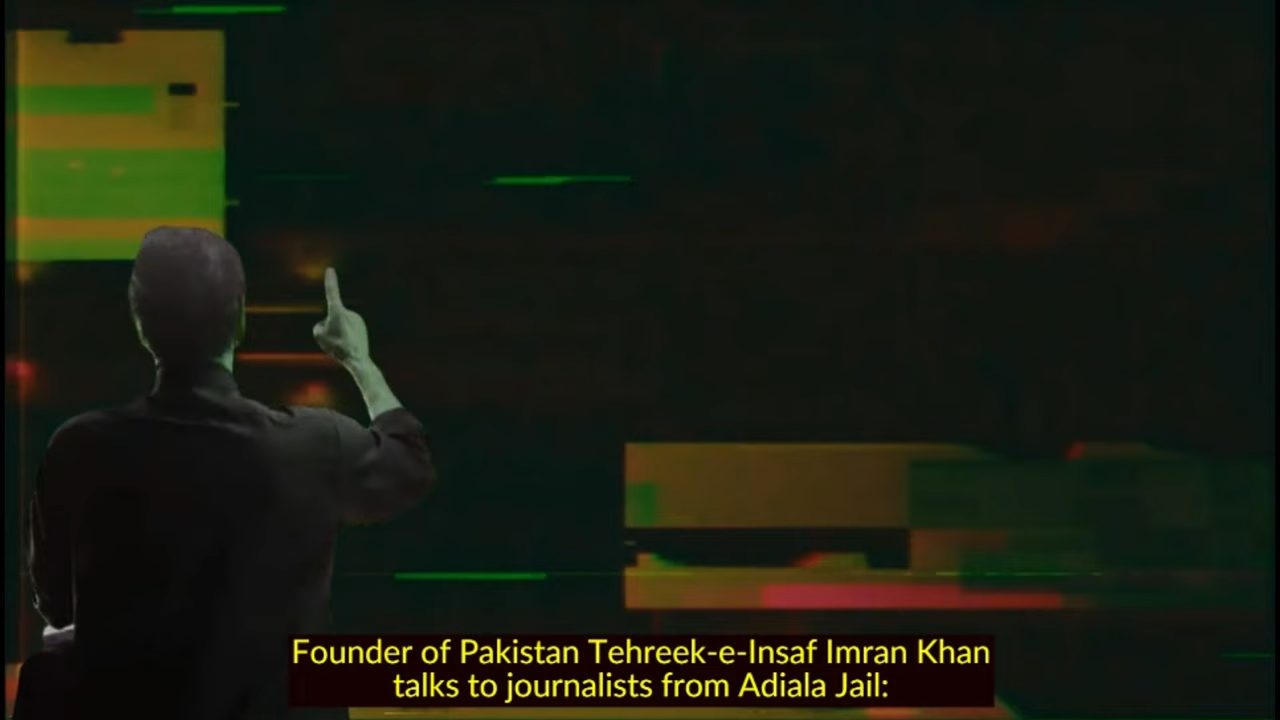 Founder of Pakistan Tehreek-e-Insaf Imran Khan
talks to journalists from Adiala Jail: